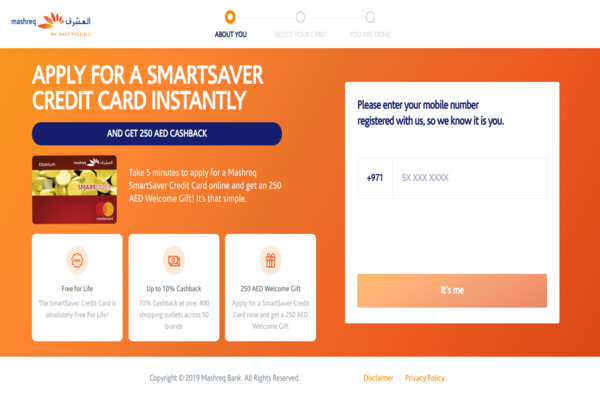 mashreq المشرق
WE MAKE POSSIBLE
ABOUT YOU
SELECT YOUR CARD
YOU ARE DONE
APPLY FOR A SMARTSAVER
CREDIT CARD INSTANTLY
AND GET 250 AED CASHBACK
titanium
mashreq المشرق
SMARTSAVER
mastercard
Take 5 minutes to apply for a Mashreq
SmartSaver Credit Card online and get an 250
AED Welcome Gift! It's that simple.
FREE
Free for Life
The SmartSaver Credit Card is
absolutely Free For Life!
Up to 10% Cashback
10% Cashback at over 400
shopping outlets across 50
brands
250 AED Welcome Gift
Apply for a SmartSaver Credit
Card now and get a 250 AED
Welcome Gift
Please enter your mobile number
registered with us, so we know it is you.
+971
5X XXX XXXX
It's me
Copyright © 2019 Mashreq Bank. All Rights Reserved.
Disclaimer
Privacy Policy